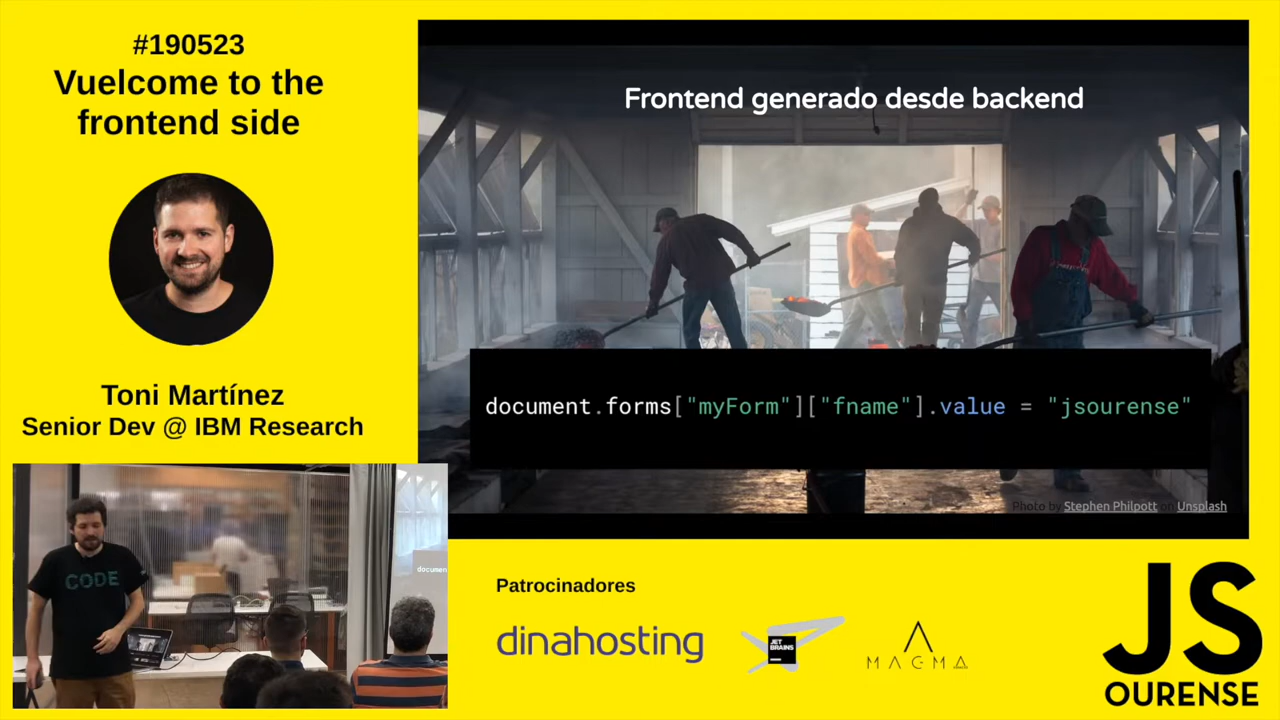 #190523
Vuelcome to the
frontend side
Toni Martínez
Senior Dev @ IBM Research
Frontend generado desde backend
document.forms["myForm"]["fname"].value = "jsourense"
Photo by Stephen Philpott on Unsplash
CODE
documen
Patrocinadores
dinahosting
JET
BRAINS
MAGMA
JS
OURENSE